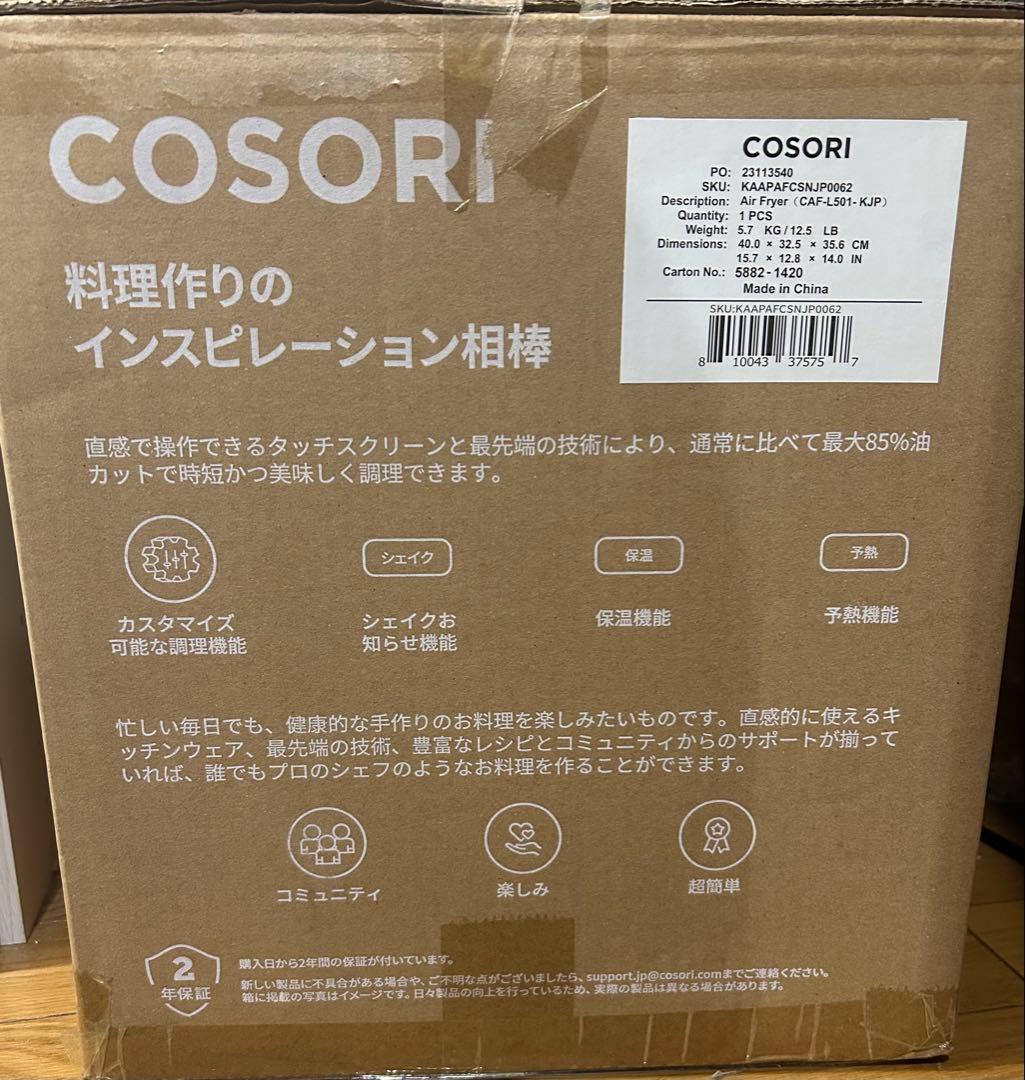 COSORI
料理作りの
インスピレーション相棒
COSORI
PO: 23113540
SKU: KAAPAFCSNJP0062
Description: Air Fryer（CAF-L501-KJP）
Quantity: 1 PCS
Weight: 5.7 KG / 12.5 LB
Dimensions: 40.0 × 32.5 × 35.6 CM
15.7 × 12.8 × 14.0 IN
Carton No.: 5882-1420
Made in China
SKU:KAAPAFCSNJP0062
8 10043 37575 7
直感で操作できるタッチスクリーンと最先端の技術により、通常に比べて最大85%油
カットで時短かつ美味しく調理できます。
シェイク
保温
予熱
カスタマイズ
可能な調理機能
シェイクお
知らせ機能
保温機能
予熱機能
忙しい毎日でも、健康的な手作りのお料理を楽しみたいものです。直感的に使えるキ
ッチンウェア、最先端の技術、豊富なレシピとコミュニティからのサポートが揃って
いれば、誰でもプロのシェフのようなお料理を作ることができます。
コミュニティ
楽しみ
超簡単
2
年保証
購入日から2年間の保証が付いています。
新しい製品に不具合がある場合や、ご不明な点がございましたら、support.jp@cosori.comまでご連絡ください。
箱に掲載の写真はイメージです。日々製品の向上を行っているため、実際の製品は異なる場合があります。